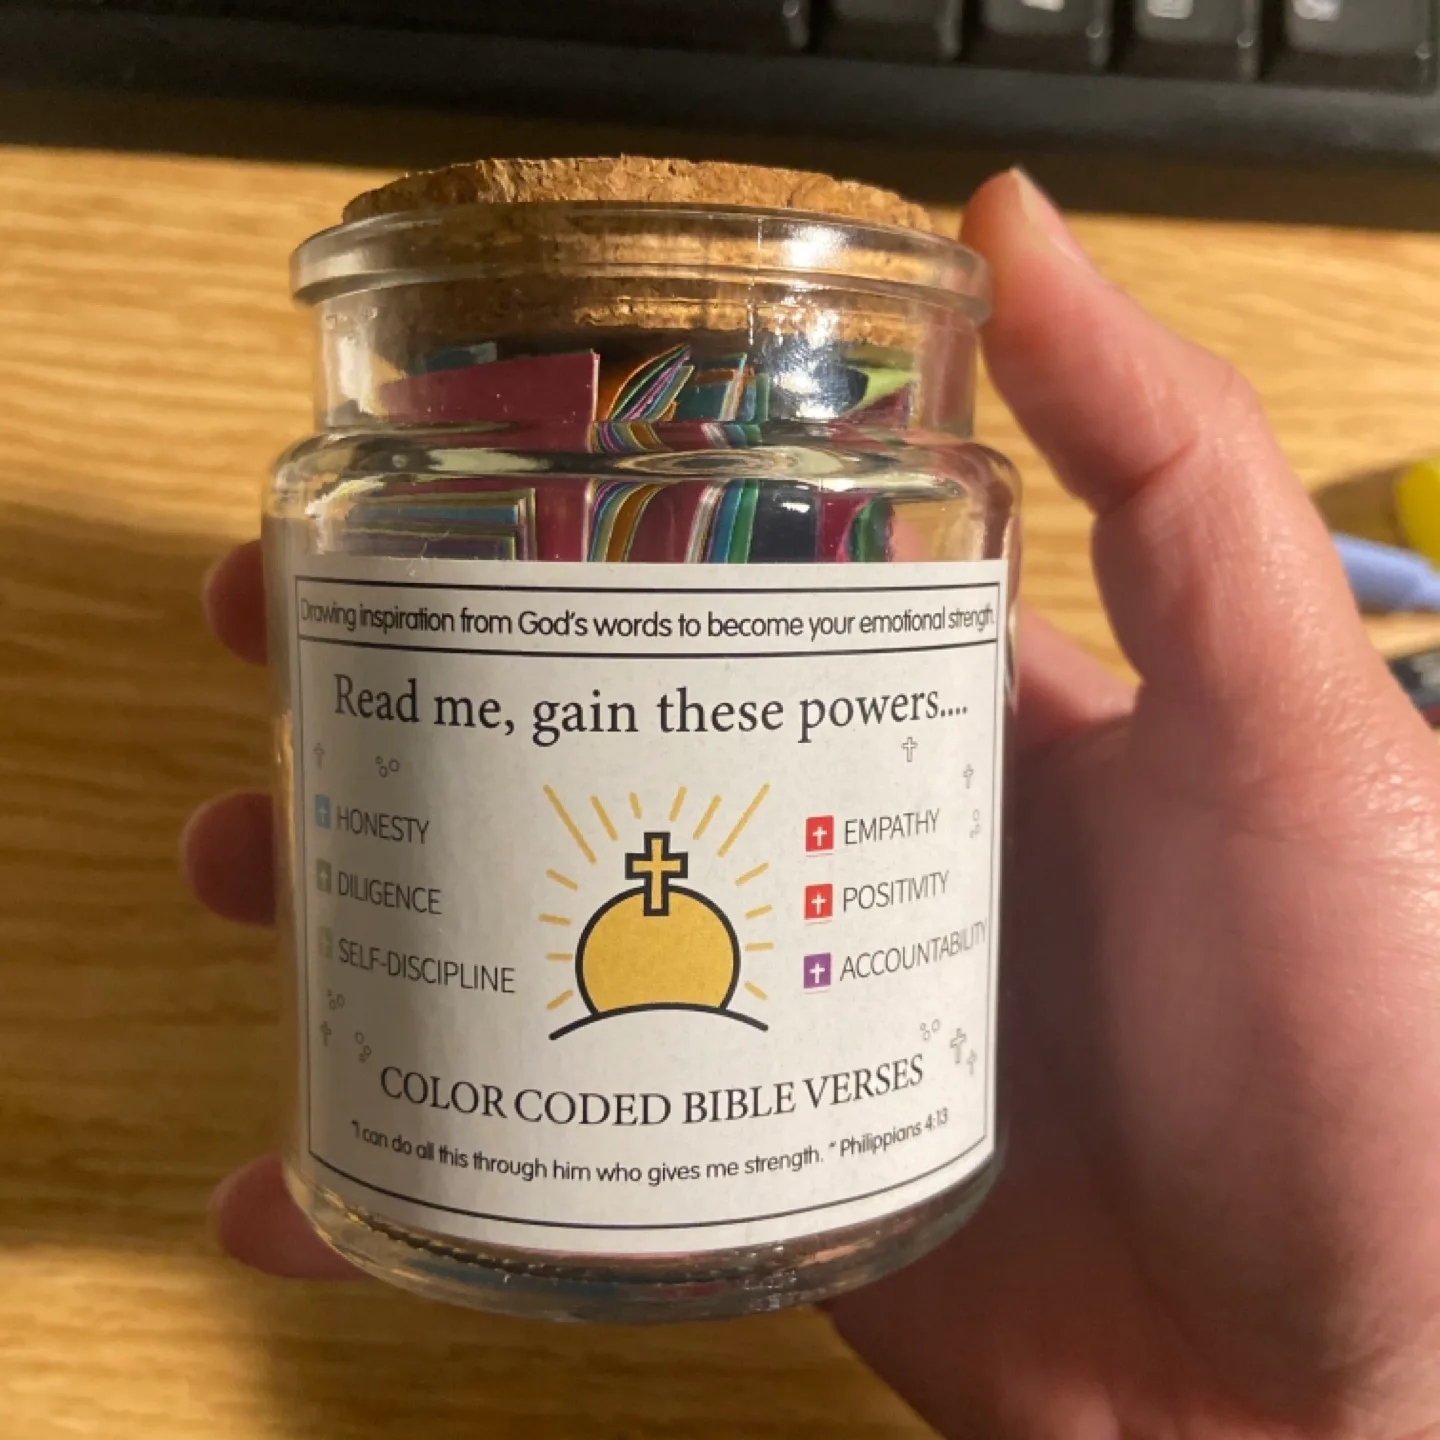 Drawing inspiration from God's words to become your emotional strength.
Read me, gain these powers....
HONESTY
DILIGENCE
SELF-DISCIPLINE
EMPATHY
POSITIVITY
ACCOUNTABILITY
COLOR CODED BIBLE VERSES
"I can do all this through him who gives me strength. " Philippians 4:13